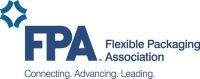 FPA
Flexible Packaging
Association
Connecting. Advancing. Leading.